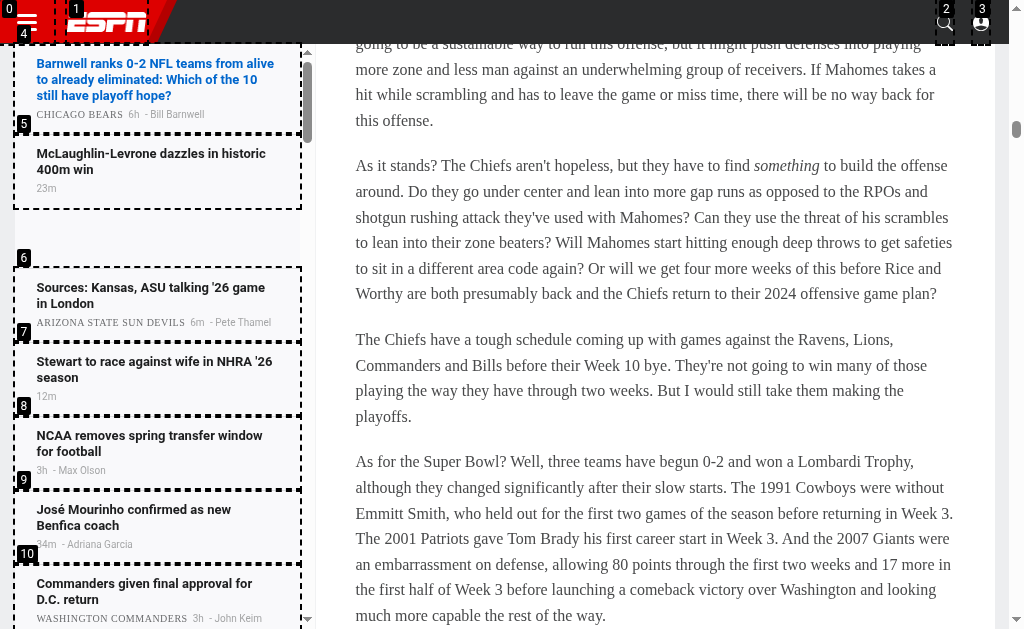 0
1
ESPN
2
3
4
Barnwell ranks 0-2 NFL teams from alive
to already eliminated: Which of the 10
still have playoff hope?
CHICAGO BEARS 6h - Bill Barnwell
5
McLaughlin-Levrone dazzles in historic
400m win
23m
6
Sources: Kansas, ASU talking '26 game
in London
ARIZONA STATE SUN DEVILS 6m - Pete Thamel
7
Stewart to race against wife in NHRA '26
season
12m
8
NCAA removes spring transfer window
for football
3h - Max Olson
9
José Mourinho confirmed as new
Benfica coach
34m - Adriana Garcia
10
Commanders given final approval for
D.C. return
WASHINGTON COMMANDERS 3h - John Keim
going to be a sustainable way to run this offense, but it might push defenses into playing
more zone and less man against an underwhelming group of receivers. If Mahomes takes a
hit while scrambling and has to leave the game or miss time, there will be no way back for
this offense.
As it stands? The Chiefs aren't hopeless, but they have to find something to build the offense
around. Do they go under center and lean into more gap runs as opposed to the RPOs and
shotgun rushing attack they've used with Mahomes? Can they use the threat of his scrambles
to lean into their zone beaters? Will Mahomes start hitting enough deep throws to get safeties
to sit in a different area code again? Or will we get four more weeks of this before Rice and
Worthy are both presumably back and the Chiefs return to their 2024 offensive game plan?
The Chiefs have a tough schedule coming up with games against the Ravens, Lions,
Commanders and Bills before their Week 10 bye. They're not going to win many of those
playing the way they have through two weeks. But I would still take them making the
playoffs.
As for the Super Bowl? Well, three teams have begun 0-2 and won a Lombardi Trophy,
although they changed significantly after their slow starts. The 1991 Cowboys were without
Emmitt Smith, who held out for the first two games of the season before returning in Week 3.
The 2001 Patriots gave Tom Brady his first career start in Week 3. And the 2007 Giants were
an embarrassment on defense, allowing 80 points through the first two weeks and 17 more in
the first half of Week 3 before launching a comeback victory over Washington and looking
much more capable the rest of the way.